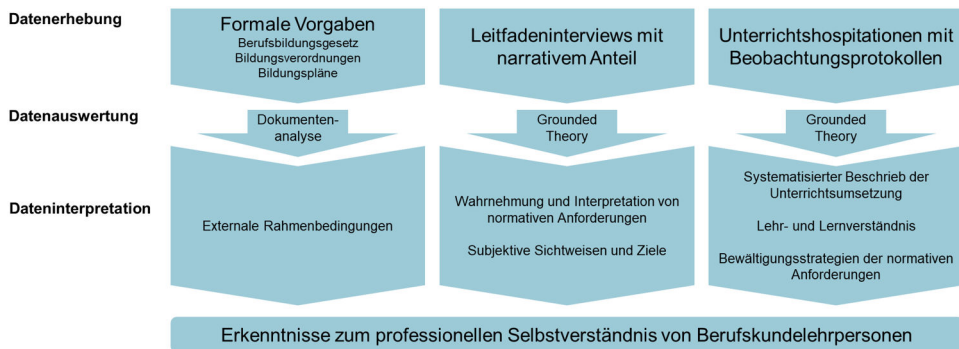 Datenerhebung
Formale Vorgaben
Berufsbildungsgesetz
Bildungsverordnungen
Bildungspläne
Leitfadeninterviews mit
narrativem Anteil
Unterrichtshospitationen mit
Beobachtungsprotokollen
Datenauswertung
Dokumenten-
analyse
Grounded
Theory
Grounded
Theory
Dateninterpretation
Externale Rahmenbedingungen
Wahrnehmung und Interpretation von
normativen Anforderungen
Subjektive Sichtweisen und Ziele
Systematisierter Beschrieb der
Unterrichtsumsetzung
Lehr- und Lernverständnis
Bewältigungsstrategien der normativen
Anforderungen
Erkenntnisse zum professionellen Selbstverständnis von Berufskundelehrpersonen